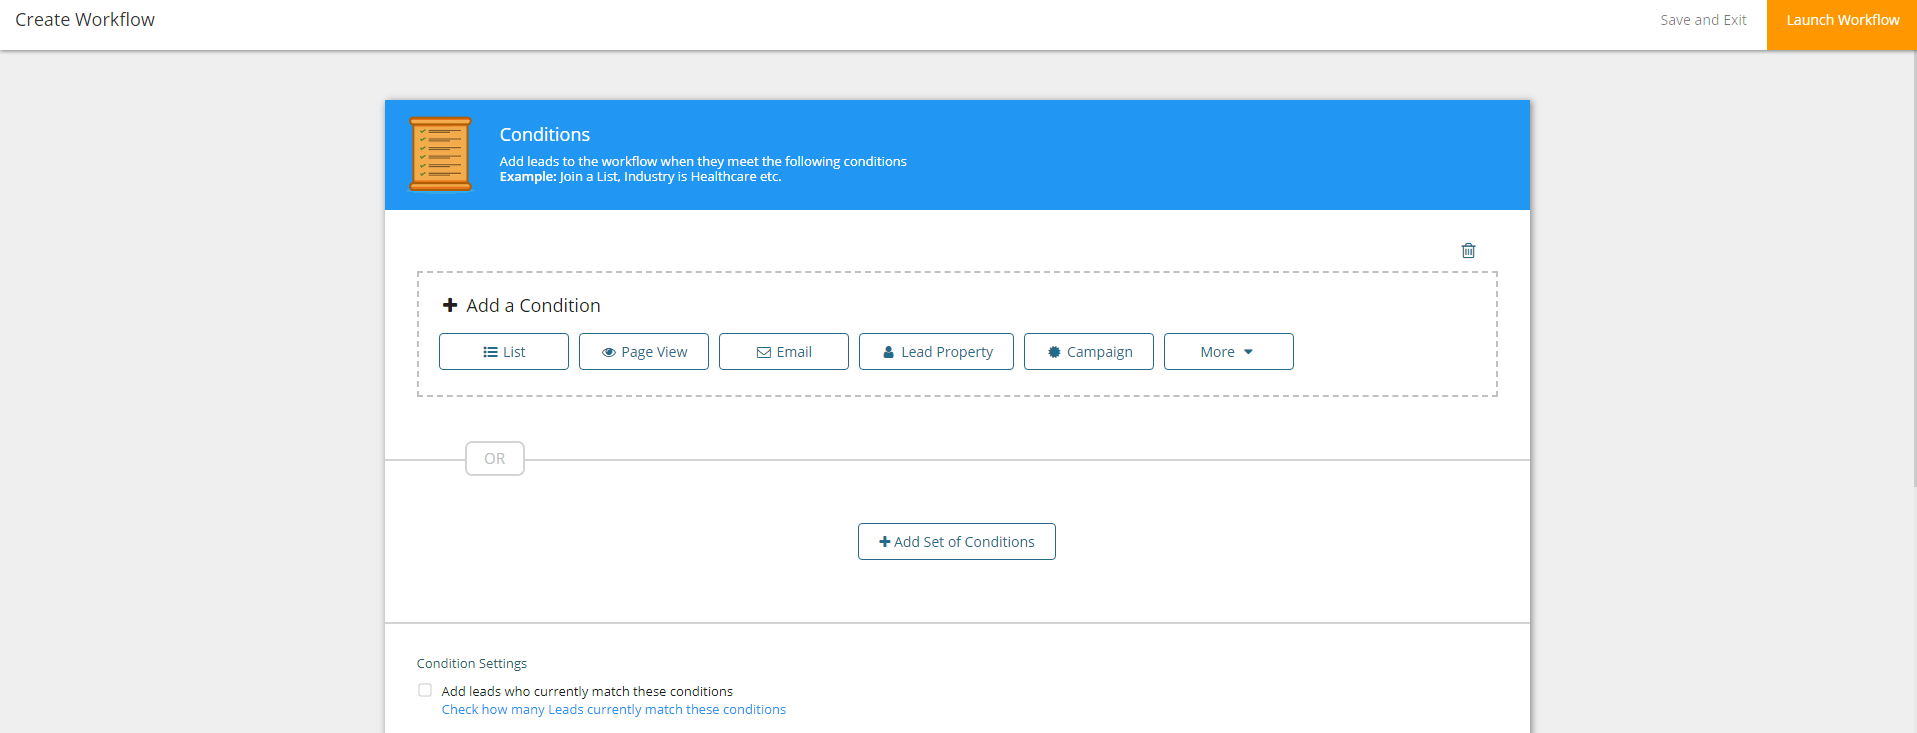 Create Workflow
Save and Exit
Launch Workflow
Conditions
Add leads to the workflow when they meet the following conditions
Example: Join a List, Industry is Healthcare etc.
Add a Condition
List
Page View
Email
Lead Property
Campaign
More
OR
Add Set of Conditions
Condition Settings
Add leads who currently match these conditions
Check how many Leads currently match these conditions